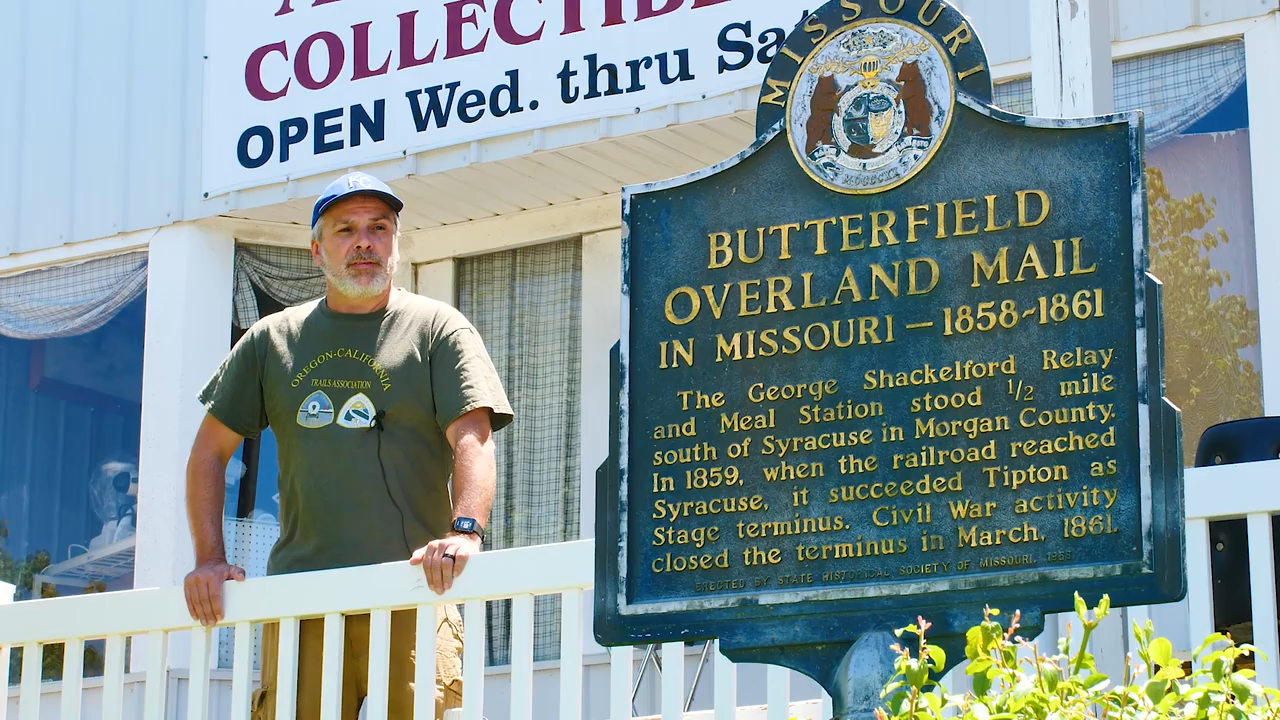 COLLECTIBLE
OPEN Wed. thru Sat
KC
OREGON-CALIFORNIA
TRAILS ASSOCIATION
MISSOURI
BUTTERFIELD
OVERLAND MAIL
IN MISSOURI – 1858-1861
The George Shackelford Relay
and Meal Station stood 1/2 mile
south of Syracuse in Morgan County.
In 1859, when the railroad reached
Syracuse, it succeeded Tipton as
Stage terminus. Civil War activity
closed the terminus in March, 1861.
ERECTED BY STATE HISTORICAL SOCIETY OF MISSOURI,